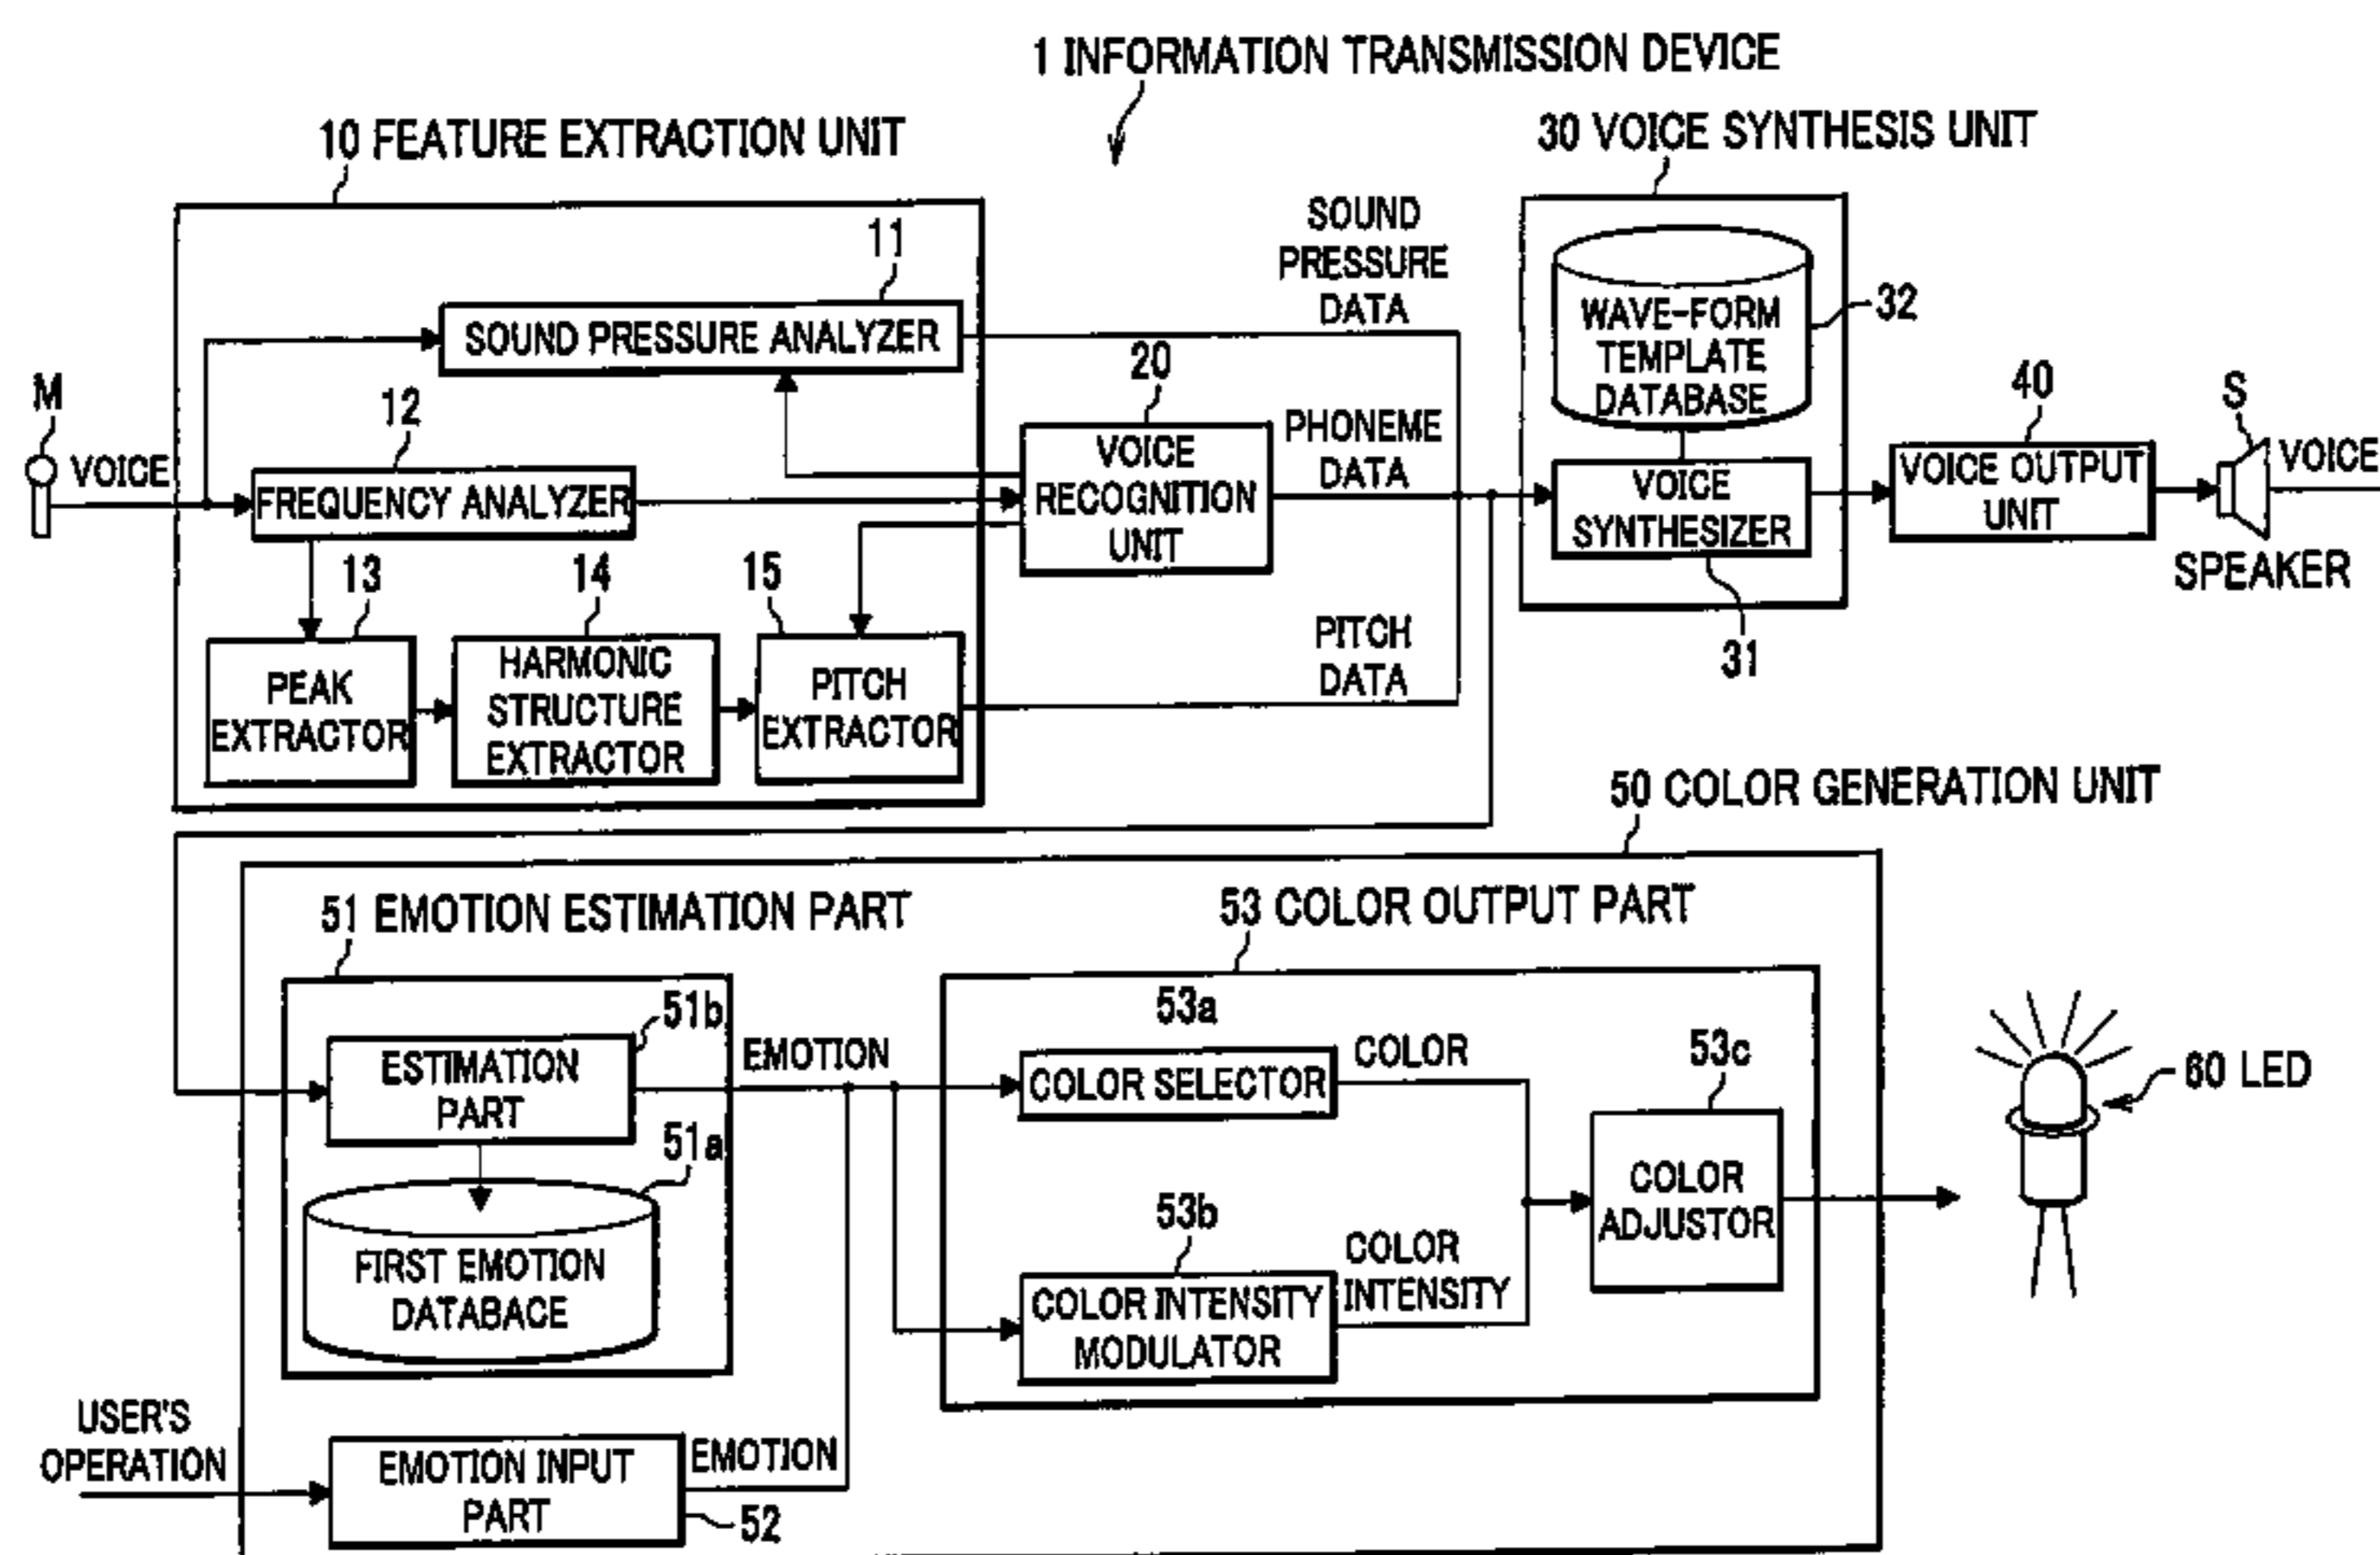 1 INFORMATION TRANSMISSION DEVICE
10 FEATURE EXTRACTION UNIT
30 VOICE SYNTHESIS UNIT
11
SOUND PRESSURE ANALYZER
SOUND
PRESSURE
DATA
WAVE-FORM
TEMPLATE
DATABASE
32
M
VOICE
12
FREQUENCY ANALYZER
20
VOICE
RECOGNITION
UNIT
PHONEME
DATA
VOICE
SYNTHESIZER
31
40
VOICE OUTPUT
UNIT
S
VOICE
SPEAKER
13
PEAK
EXTRACTOR
14
HARMONIC
STRUCTURE
EXTRACTOR
15
PITCH
EXTRACTOR
PITCH
DATA
50 COLOR GENERATION UNIT
51 EMOTION ESTIMATION PART
53 COLOR OUTPUT PART
51b
ESTIMATION
PART
EMOTION
51a
FIRST EMOTION
DATABACE
53a
COLOR SELECTOR
COLOR
53b
COLOR INTENSITY
MODULATOR
COLOR
INTENSITY
53c
COLOR
ADJUSTOR
60 LED
USER'S
OPERATION
EMOTION INPUT
PART
EMOTION
52